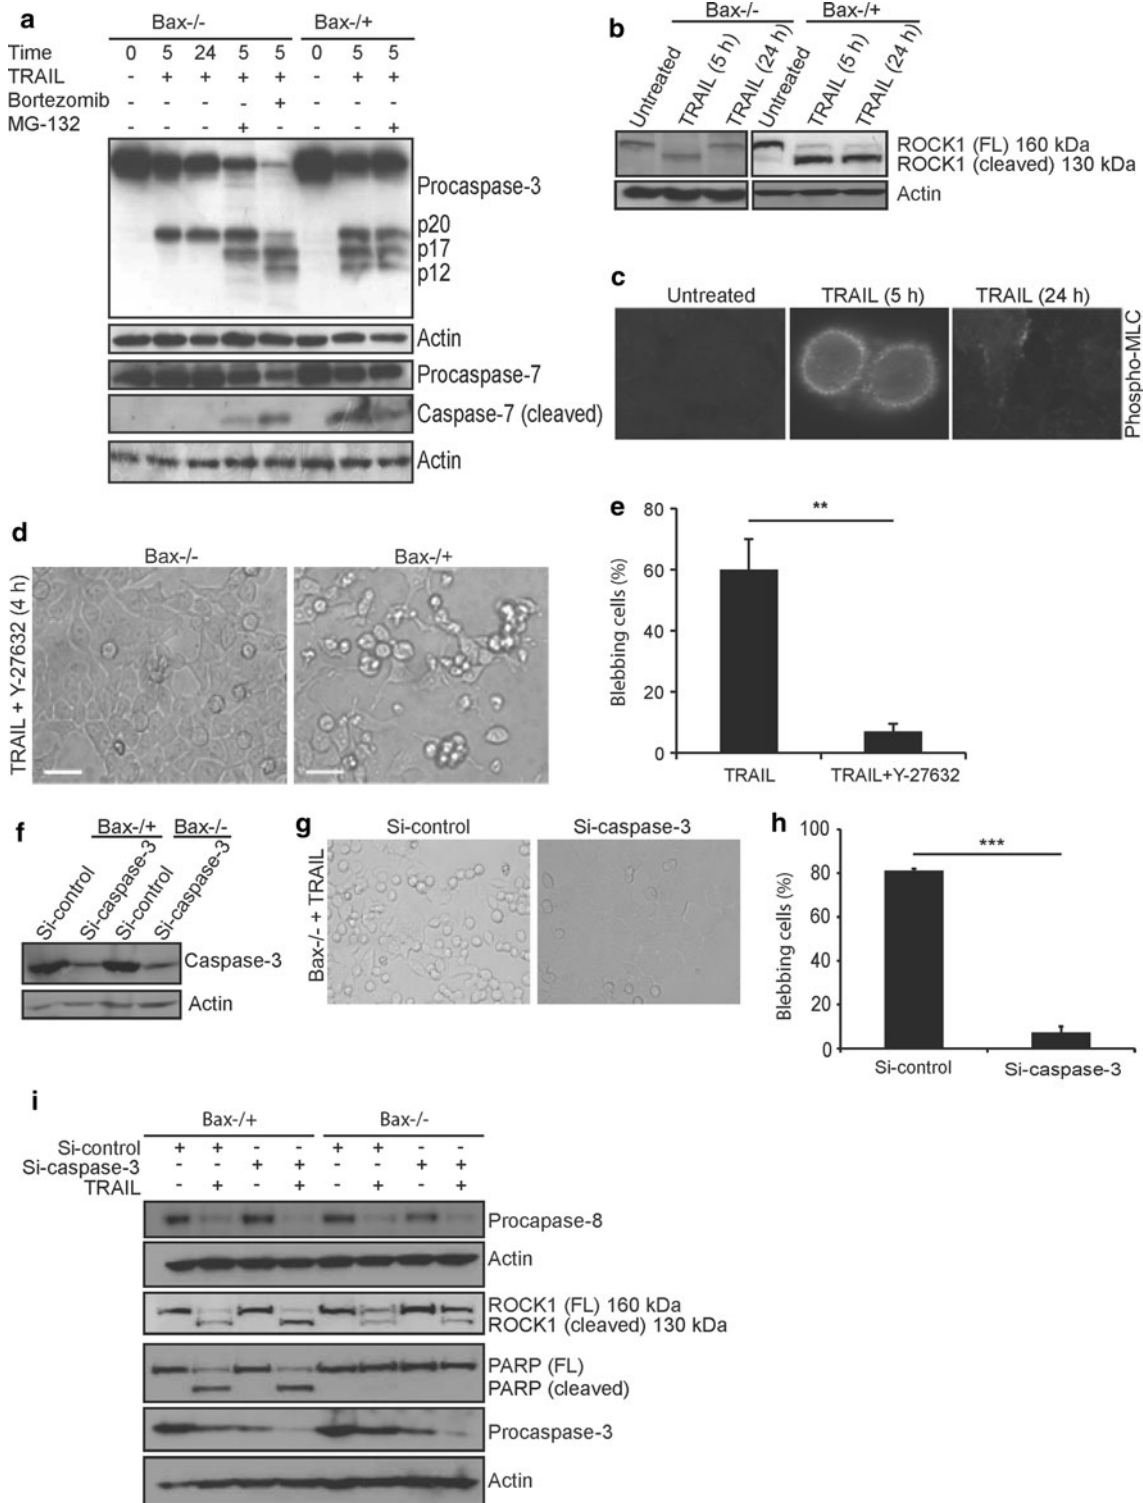 a
Bax-/- Bax-/+
Time 0 5 24 5 5 0 5 5
TRAIL - + + + + - + +
Bortezomib - - - - + - - -
MG-132 - - - + - - - +
Procaspase-3
p20
p17
p12
Actin
Procaspase-7
Caspase-7 (cleaved)
Actin
b
Bax-/- Bax-/+
Untreated TRAIL (5 h) TRAIL (24 h) Untreated TRAIL (5 h) TRAIL (24 h)
ROCK1 (FL) 160 kDa
ROCK1 (cleaved) 130 kDa
Actin
c
Untreated TRAIL (5 h) TRAIL (24 h)
Phospho-MLC
d
Bax-/- Bax-/+
TRAIL + Y-27632 (4 h)
e
**
80
60
40
20
0
Blebbing cells (%)
TRAIL TRAIL+Y-27632
f
Bax-/+ Bax-/-
Si-control Si-caspase-3 Si-control Si-caspase-3
Caspase-3
Actin
g
Si-control Si-caspase-3
Bax-/- + TRAIL
h
***
100
80
60
40
20
0
Blebbing cells (%)
Si-control Si-caspase-3
i
Bax-/+ Bax-/-
Si-control + + - - + + - -
Si-caspase-3 - - + + - - + +
TRAIL - + - + - + - +
Procapase-8
Actin
ROCK1 (FL) 160 kDa
ROCK1 (cleaved) 130 kDa
PARP (FL)
PARP (cleaved)
Procaspase-3
Actin